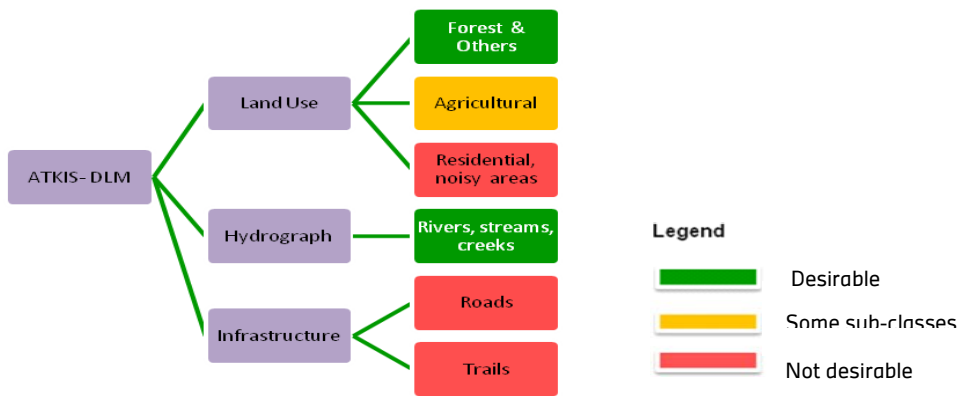 Forest &
Others
Land Use
Agricultural
Residential,
noisy areas
ATKIS- DLM
Hydrograph
Rivers, streams,
creeks
Infrastructure
Roads
Trails
Legend
Desirable
Some sub-classes
Not desirable